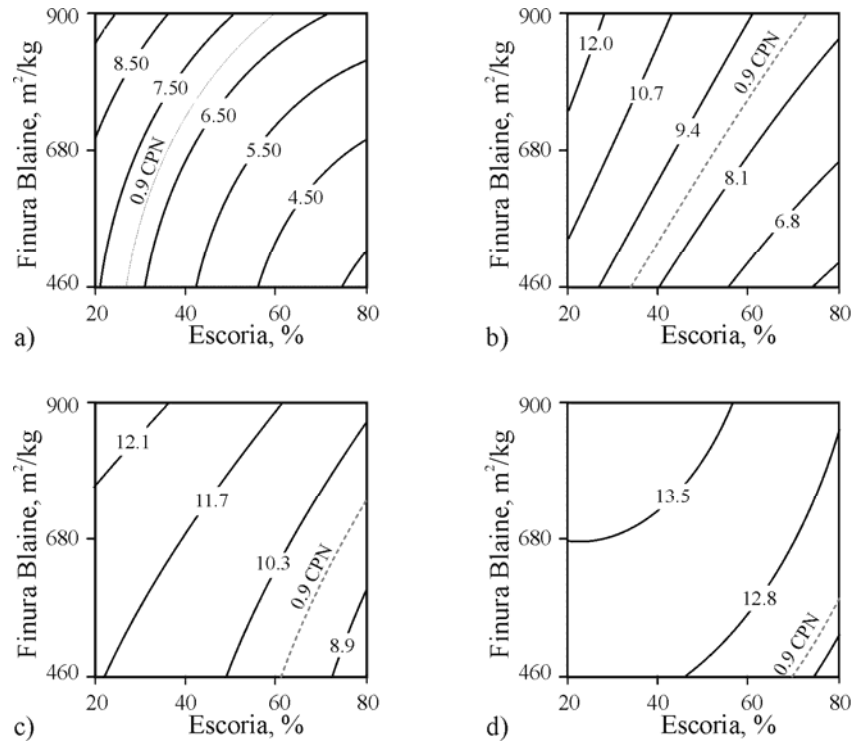 900
680
460
Finura Blaine, m²/kg
8.50
7.50
6.50
5.50
4.50
0.9 CPN
20 40 60 80
Escoria, %
a)
900
680
460
Finura Blaine, m²/kg
12.0
10.7
9.4
8.1
6.8
0.9 CPN
20 40 60 80
Escoria, %
b)
900
680
460
Finura Blaine, m²/kg
12.1
11.7
10.3
8.9
0.9 CPN
20 40 60 80
Escoria, %
c)
900
680
460
Finura Blaine, m²/kg
13.5
12.8
0.9 CPN
20 40 60 80
Escoria, %
d)